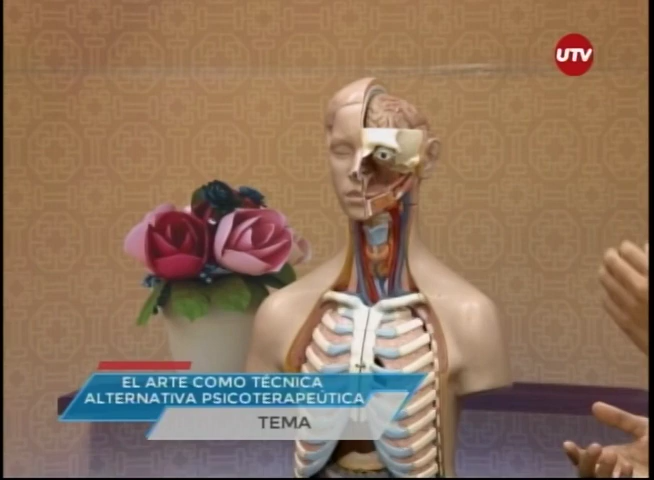 UTV
EL ARTE COMO TÉCNICA
ALTERNATIVA PSICOTERAPEÚTICA
TEMA